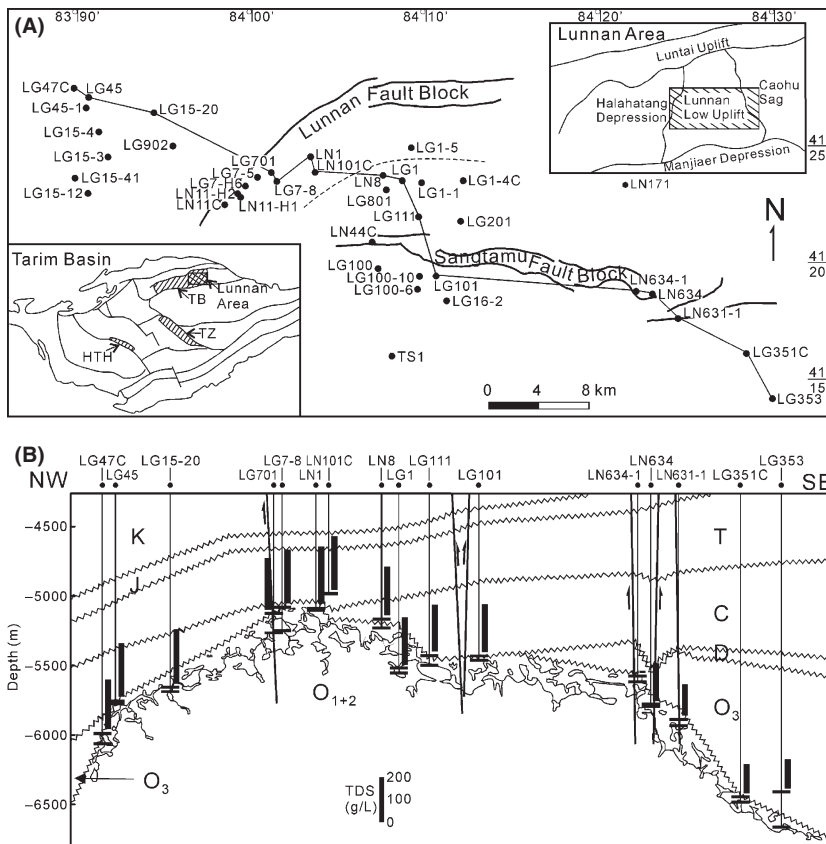 (A)
83°90'
84°00'
84°10'
84°20'
84°30'
LG47C
LG45
LG45-1
LG15-20
LG15-4
LG902
LG15-3
LG15-41
LG15-12
Lunnan Fault Block
LG701
LG7-5
LG7-H6
LN11-H2
LN11C
LN11-H1
LG7-8
LN1
LN101C
LG1-5
LG1
LN8
LG1-1
LG1-4C
LG801
LG111
LG201
LN44C
LN171
Sangtamu Fault Block
LG100
LG100-10
LG100-6
LG101
LG16-2
LN634-1
LN634
LN631-1
TS1
LG351C
LG353
Lunnan Area
Luntai Uplift
Halahatang
Depression
Lunnan
Low Uplift
Caohu
Sag
Manjiaer Depression
41
25
N
41
20
41
15
Tarim Basin
Lunnan
Area
TB
TZ
HTH
0 4 8 km
(B)
NW
LG47C
LG45
LG15-20
LG7-8
LG701
LN101C
LN1
LN8
LG1
LG111
LG101
LN634
LN634-1
LN631-1
LG351C
LG353
SE
Depth (m)
-4500
-5000
-5500
-6000
-6500
K
J
T
C
D
O3
O1+2
O3
TDS
(g/L)
200
100
0